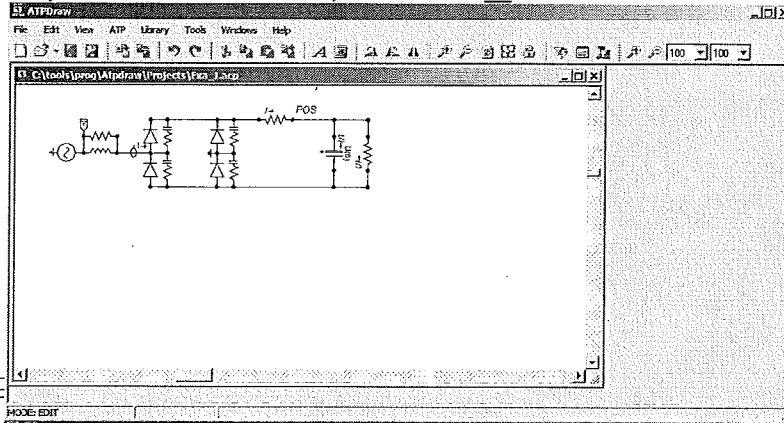 ATPDraw
File Edit View ATP Library Tools Windows Help
100 100
C:\tools\prog\Atpdraw\Projects\Exa_1.acp
I+ POS
V
I+
MODE: EDIT